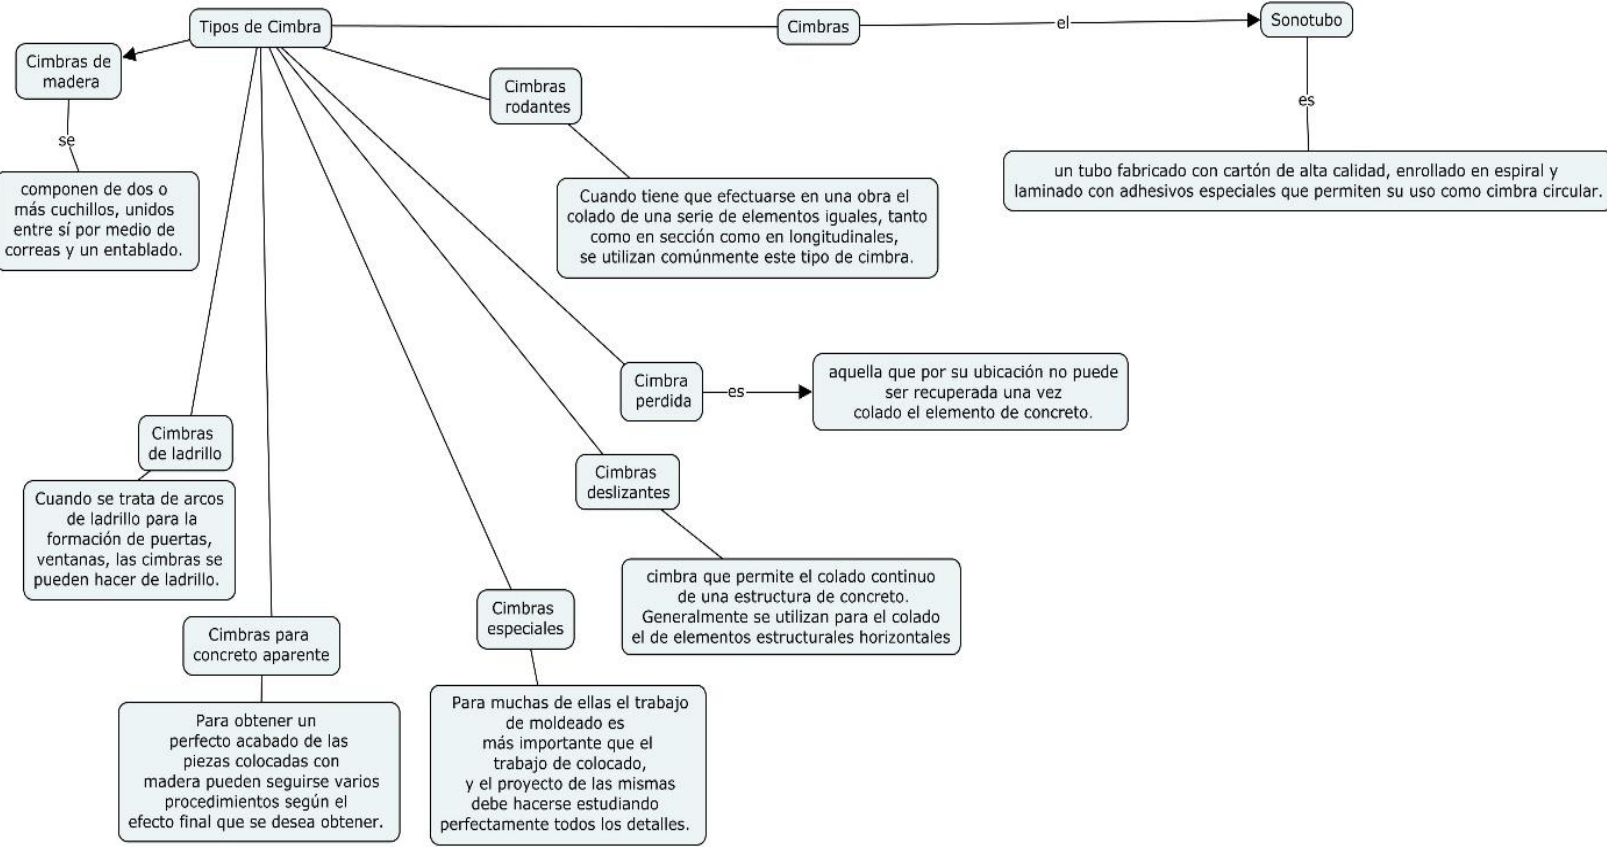 Tipos de Cimbra
Cimbras
el
Sonotubo
Cimbras de
madera
se
componen de dos o
más cuchillos, unidos
entre sí por medio de
correas y un entablado.
Cimbras
rodantes
Cuando tiene que efectuarse en una obra el
colado de una serie de elementos iguales, tanto
como en sección como en longitudinales,
se utilizan comúnmente este tipo de cimbra.
es
un tubo fabricado con cartón de alta calidad, enrollado en espiral y
laminado con adhesivos especiales que permiten su uso como cimbra circular.
Cimbra
perdida
es
aquella que por su ubicación no puede
ser recuperada una vez
colado el elemento de concreto.
Cimbras
de ladrillo
Cuando se trata de arcos
de ladrillo para la
formación de puertas,
ventanas, las cimbras se
pueden hacer de ladrillo.
Cimbras
deslizantes
cimbra que permite el colado continuo
de una estructura de concreto.
Generalmente se utilizan para el colado
el de elementos estructurales horizontales
Cimbras para
concreto aparente
Para obtener un
perfecto acabado de las
piezas colocadas con
madera pueden seguirse varios
procedimientos según el
efecto final que se desea obtener.
Cimbras
especiales
Para muchas de ellas el trabajo
de moldeado es
más importante que el
trabajo de colocado,
y el proyecto de las mismas
debe hacerse estudiando
perfectamente todos los detalles.